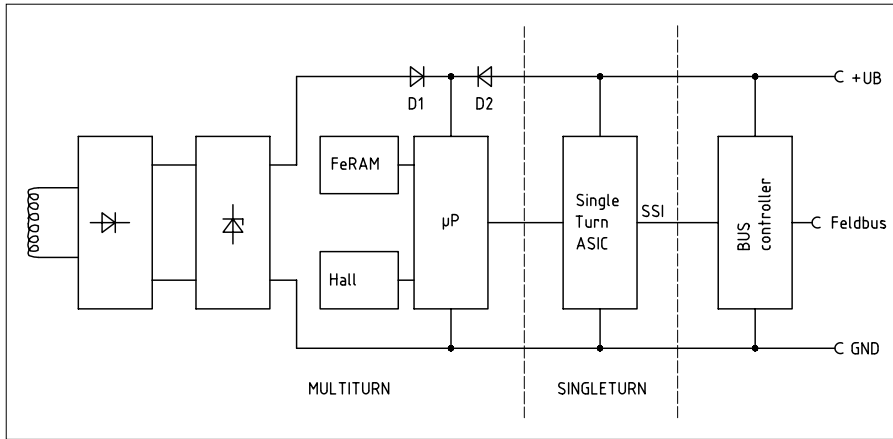 D1
D2
+UB
FeRAM
µP
Hall
Single
Turn
ASIC
SSI
BUS
controller
Feldbus
GND
MULTITURN
SINGLETURN